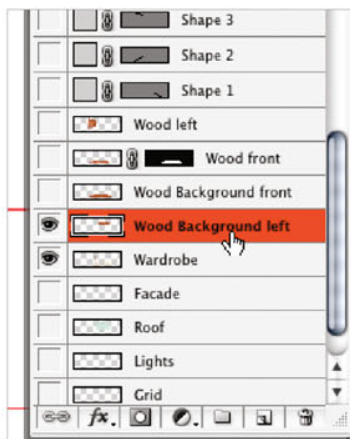 Shape 3
Shape 2
Shape 1
Wood left
Wood front
Wood Background front
Wood Background left
Wardrobe
Facade
Roof
Lights
Grid
fx.